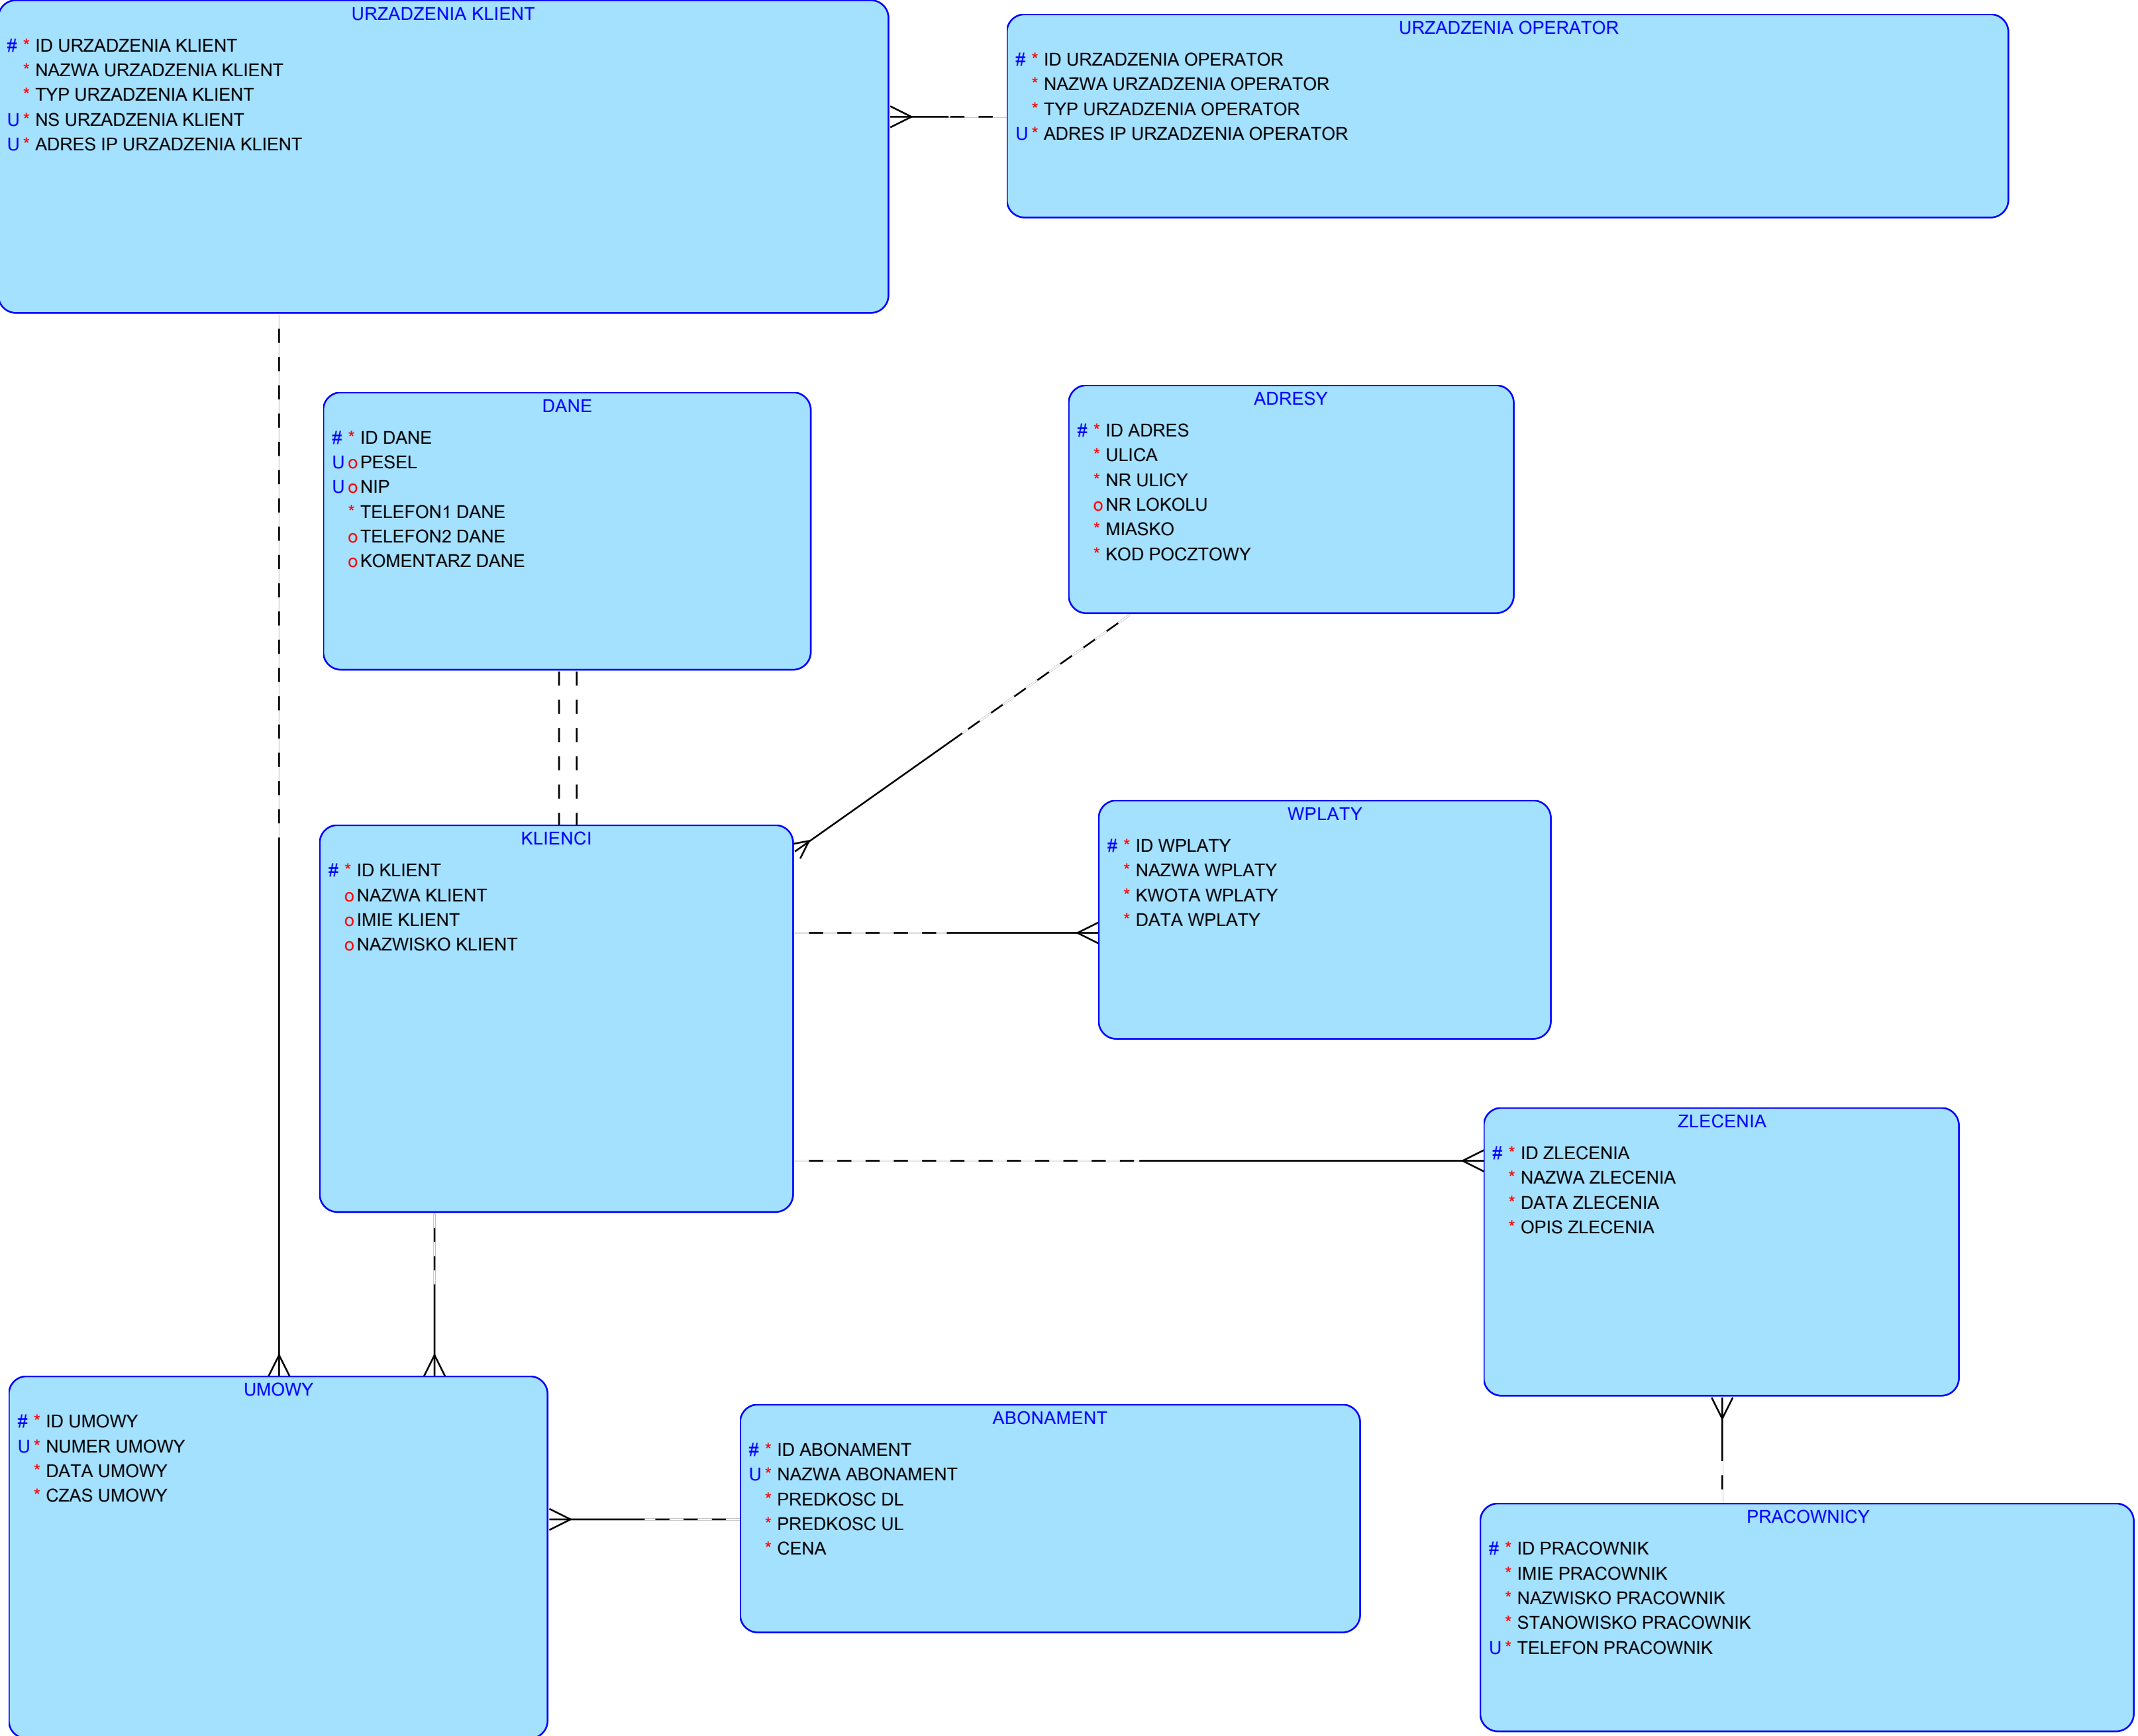 URZADZENIA KLIENT
# * ID URZADZENIA KLIENT
* NAZWA URZADZENIA KLIENT
* TYP URZADZENIA KLIENT
U * NS URZADZENIA KLIENT
U * ADRES IP URZADZENIA KLIENT
URZADZENIA OPERATOR
# * ID URZADZENIA OPERATOR
* NAZWA URZADZENIA OPERATOR
* TYP URZADZENIA OPERATOR
U * ADRES IP URZADZENIA OPERATOR
DANE
# * ID DANE
U o PESEL
U o NIP
* TELEFON1 DANE
o TELEFON2 DANE
o KOMENTARZ DANE
ADRESY
# * ID ADRES
* ULICA
* NR ULICY
o NR LOKOLU
* MIASKO
* KOD POCZTOWY
KLIENCI
# * ID KLIENT
o NAZWA KLIENT
o IMIE KLIENT
o NAZWISKO KLIENT
WPLATY
# * ID WPLATY
* NAZWA WPLATY
* KWOTA WPLATY
* DATA WPLATY
ZLECENIA
# * ID ZLECENIA
* NAZWA ZLECENIA
* DATA ZLECENIA
* OPIS ZLECENIA
UMOWY
# * ID UMOWY
U * NUMER UMOWY
* DATA UMOWY
* CZAS UMOWY
ABONAMENT
# * ID ABONAMENT
U * NAZWA ABONAMENT
* PREDKOSC DL
* PREDKOSC UL
* CENA
PRACOWNICY
# * ID PRACOWNIK
* IMIE PRACOWNIK
* NAZWISKO PRACOWNIK
* STANOWISKO PRACOWNIK
U * TELEFON PRACOWNIK